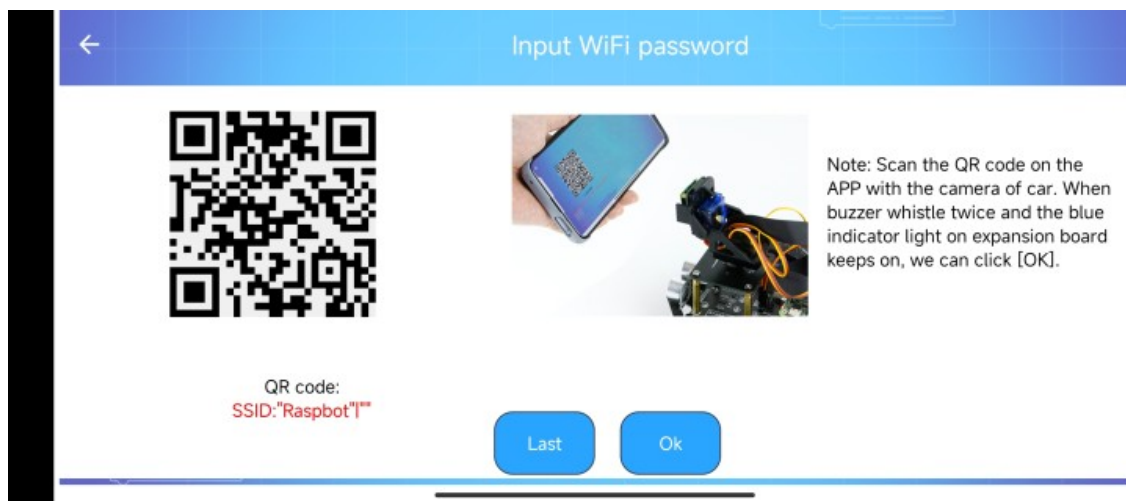 Input WiFi password
Note: Scan the QR code on the
APP with the camera of car. When
buzzer whistle twice and the blue
indicator light on expansion board
keeps on, we can click [OK].
QR code:
SSID:"Raspbot"|""
Last
Ok